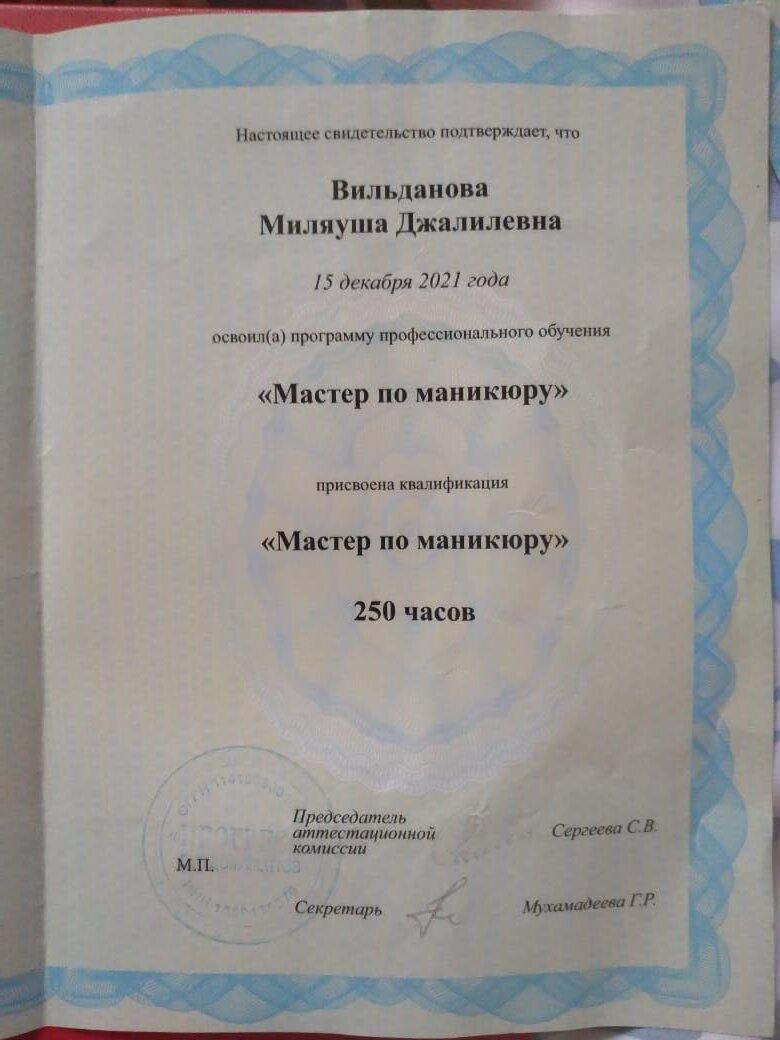 Настоящее свидетельство подтверждает, что
Вильданова
Миляуша Джалилевна
15 декабря 2021 года
освоил(а) программу профессионального обучения
«Мастер по маникюру»
присвоена квалификация
«Мастер по маникюру»
250 часов
Председатель
аттестационной
комиссии
Сергеева С.В.
М.П.
Секретарь
Мухамадеева Г.Р.